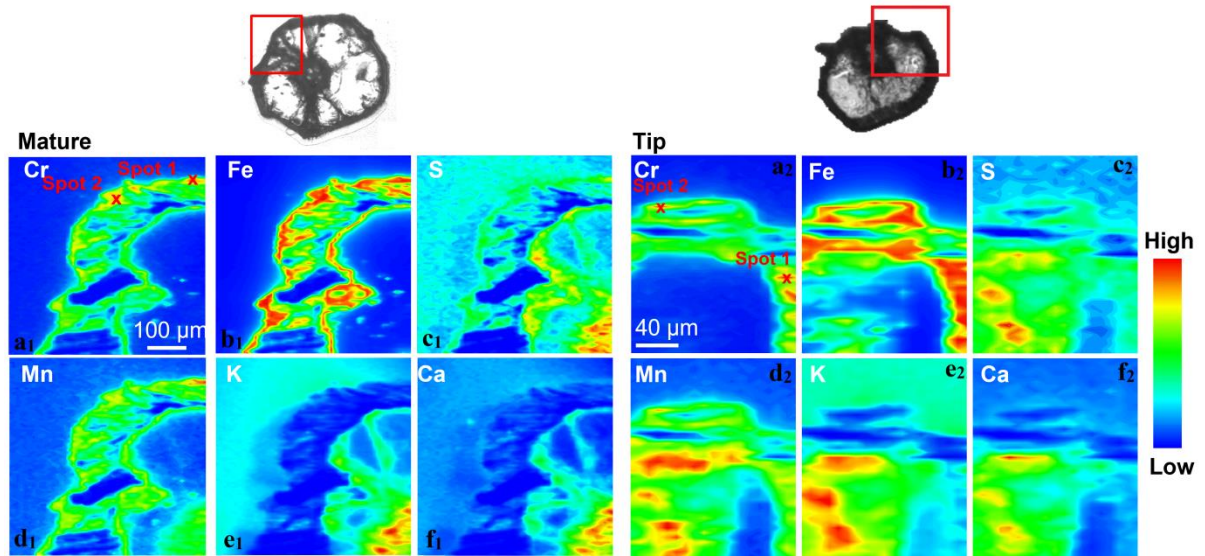 Mature
Tip
Cr
Spot 1
Spot 2
100 µm
a1
Fe
b1
S
c1
Cr
a2
Spot 2
Spot 1
40 µm
Fe
b2
S
c2
High
Low
Mn
d1
K
e1
Ca
f1
Mn
d2
K
e2
Ca
f2